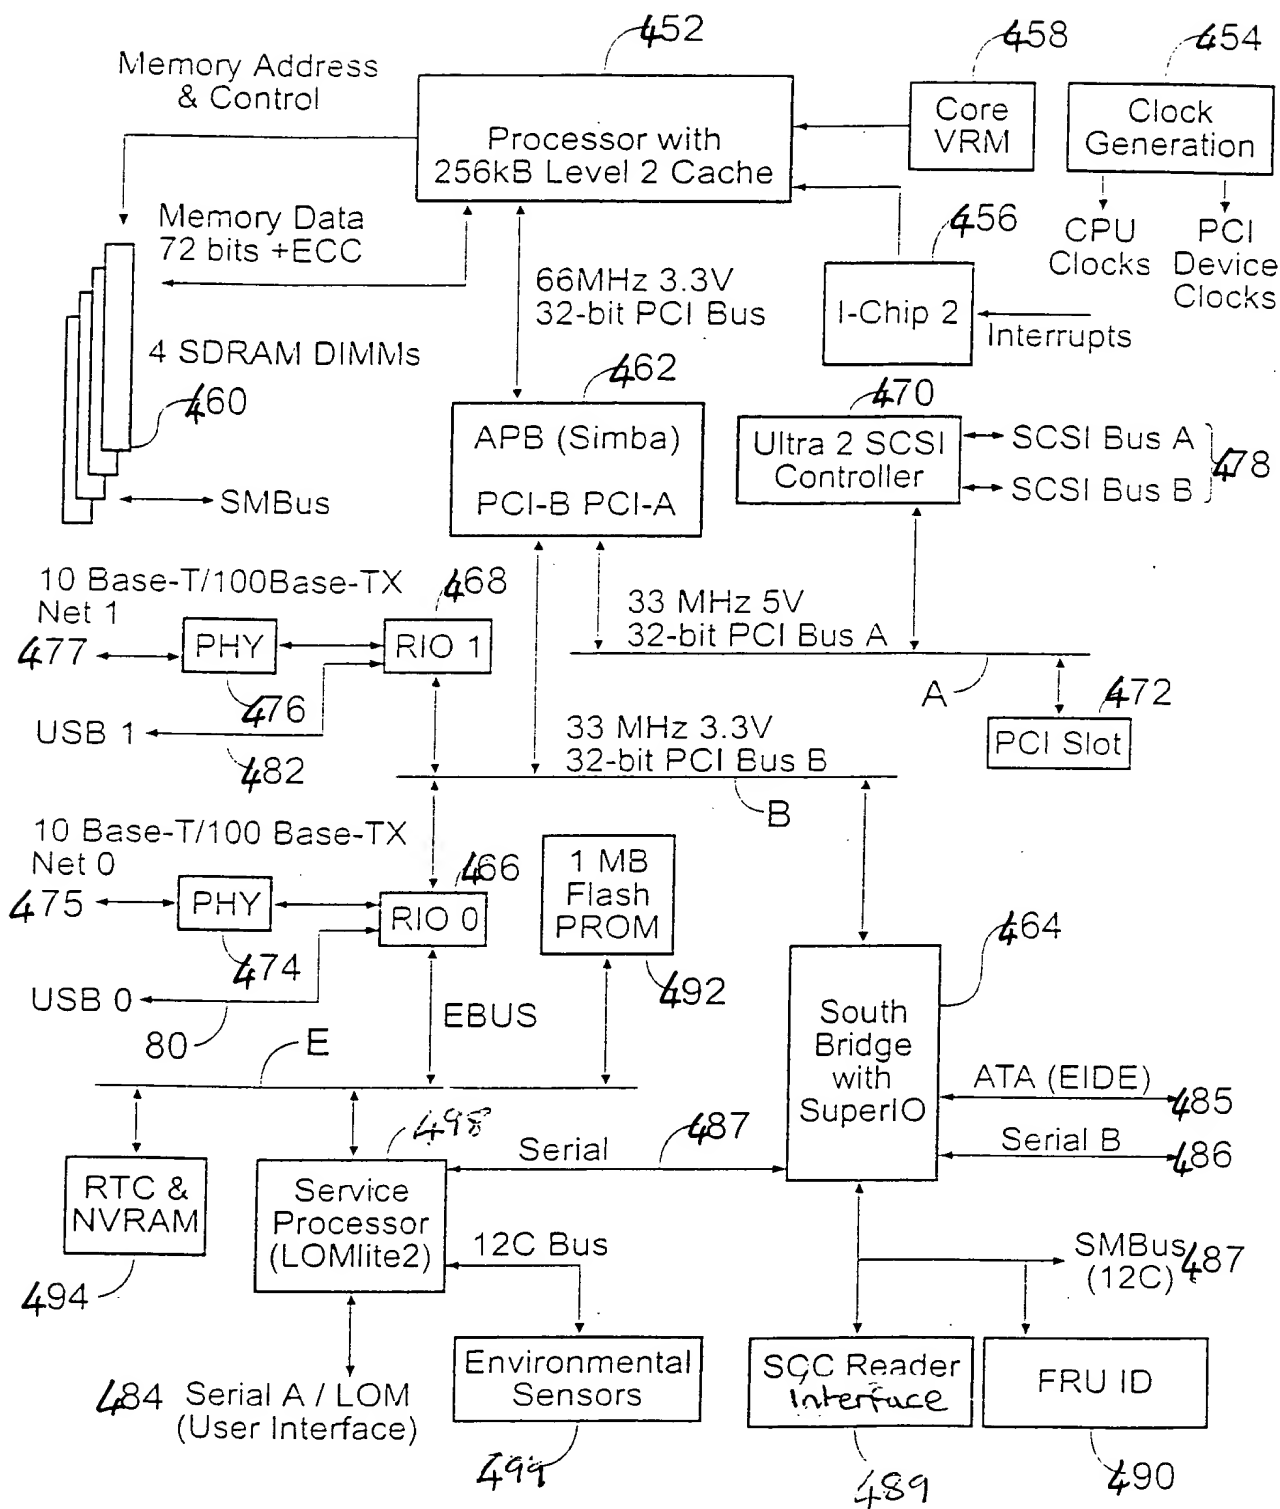 452
458
454
Memory Address
& Control
Processor with
256kB Level 2 Cache
Core
VRM
Clock
Generation
Memory Data
72 bits +ECC
456
CPU
Clocks
PCI
Device
Clocks
66MHz 3.3V
32-bit PCI Bus
I-Chip 2
Interrupts
4 SDRAM DIMMs
460
462
470
APB (Simba)
PCI-B PCI-A
Ultra 2 SCSI
Controller
SCSI Bus A
SCSI Bus B
478
SMBus
10 Base-T/100Base-TX
Net 1
477
PHY
468
RIO 1
476
33 MHz 5V
32-bit PCI Bus A
A
472
PCI Slot
USB 1
482
33 MHz 3.3V
32-bit PCI Bus B
B
10 Base-T/100 Base-TX
Net 0
475
PHY
466
RIO 0
1 MB
Flash
PROM
464
474
492
USB 0
80
E
EBUS
South
Bridge
with
SuperIO
ATA (EIDE)
485
Serial B
486
498
Serial
487
RTC &
NVRAM
494
Service
Processor
(LOMlite2)
12C Bus
SMBus
(12C)
487
484
Serial A / LOM
(User Interface)
Environmental
Sensors
499
SCC Reader
Interface
489
FRU ID
490